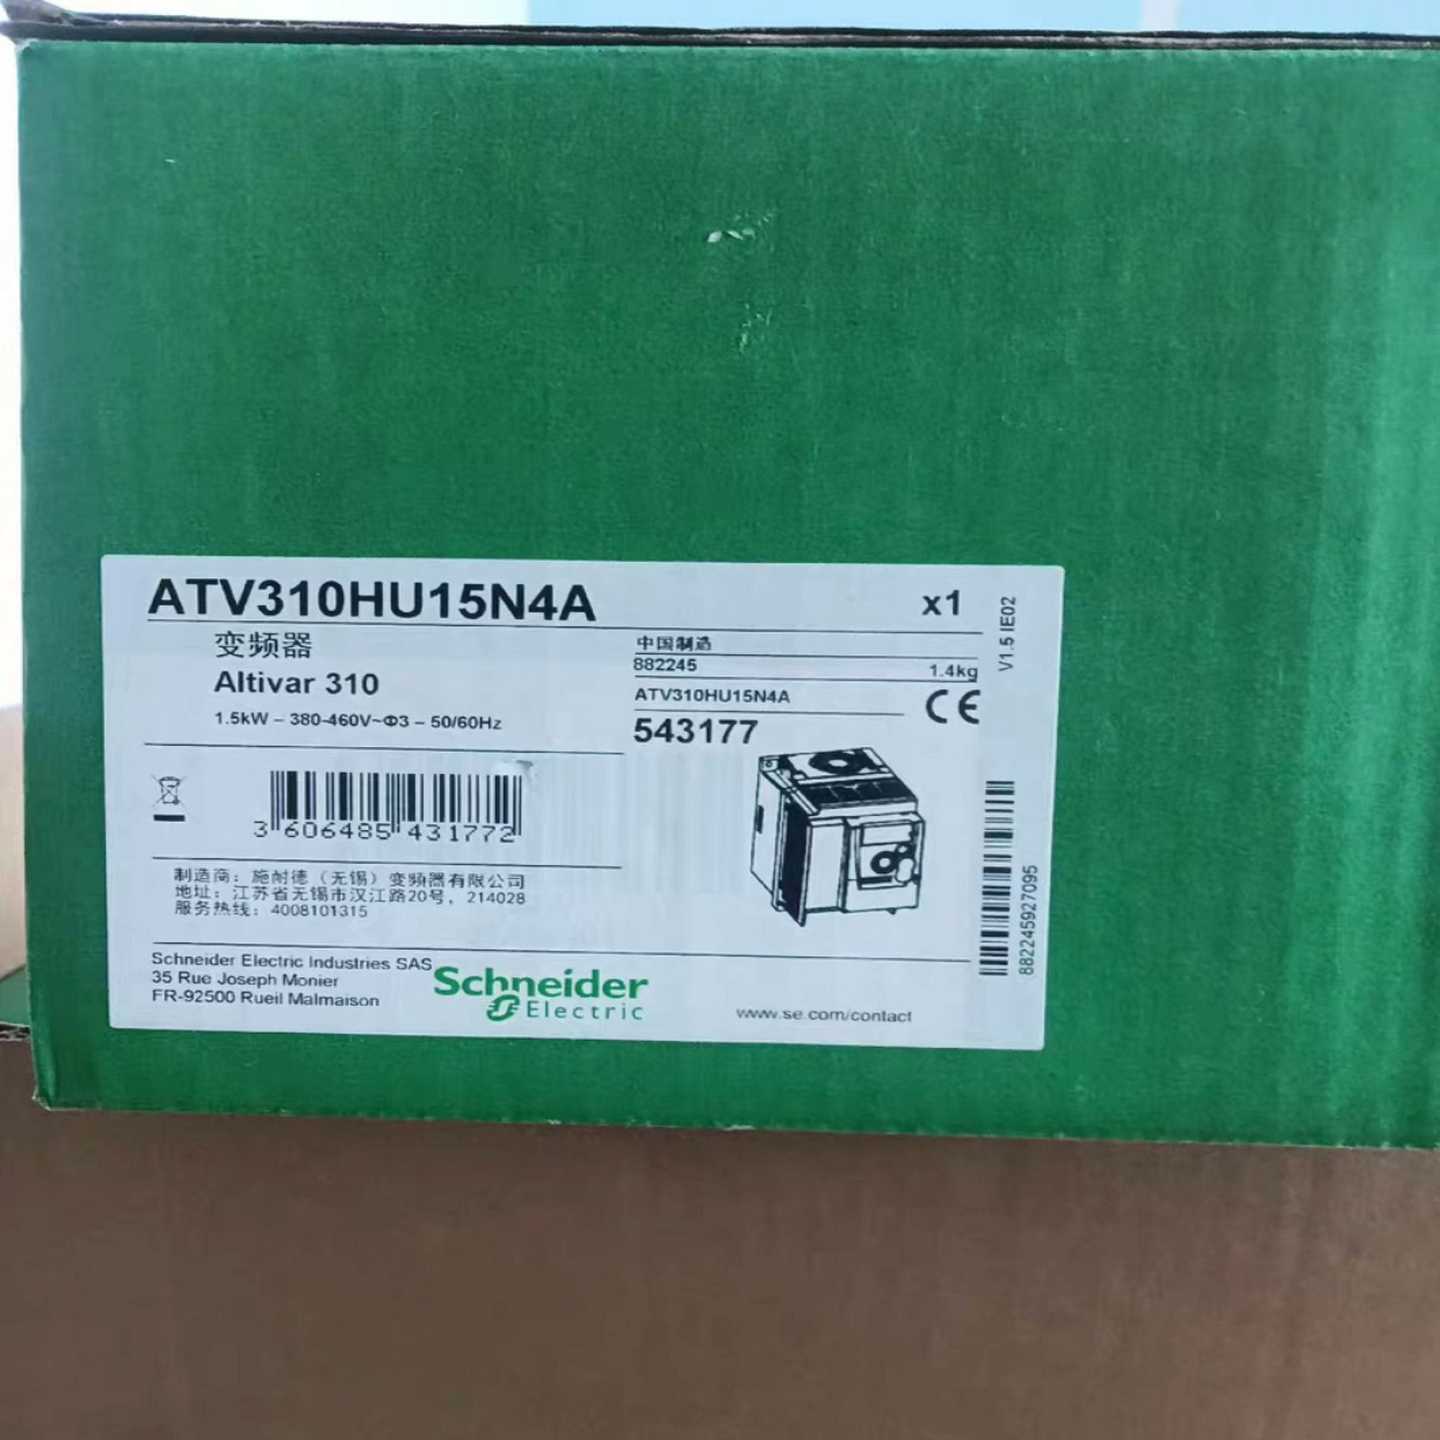 ATV310HU15N4A
x1
变频器
Altivar 310
1.5kW – 380-460V~Φ3 – 50/60Hz
中国制造
882245
1.4kg
ATV310HU15N4A
CE
543177
V1.5 IE02
3 606485 431772
制造商：施耐德（无锡）变频器有限公司
地址：江苏省无锡市汉江路20号，214028
服务热线：4008101315
882245927095
Schneider Electric Industries SAS
35 Rue Joseph Monier
FR-92500 Rueil Malmaison
Schneider
Electric
www.se.com/contact